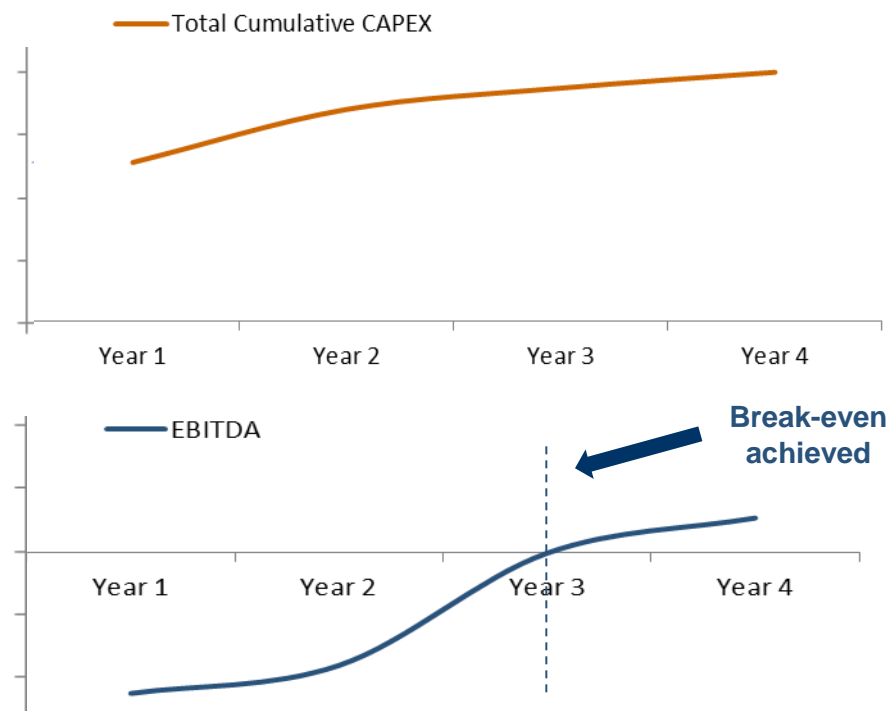 Total Cumulative CAPEX
Year 1 Year 2 Year 3 Year 4
EBITDA
Break-even
achieved
Year 1 Year 2 Year 3 Year 4